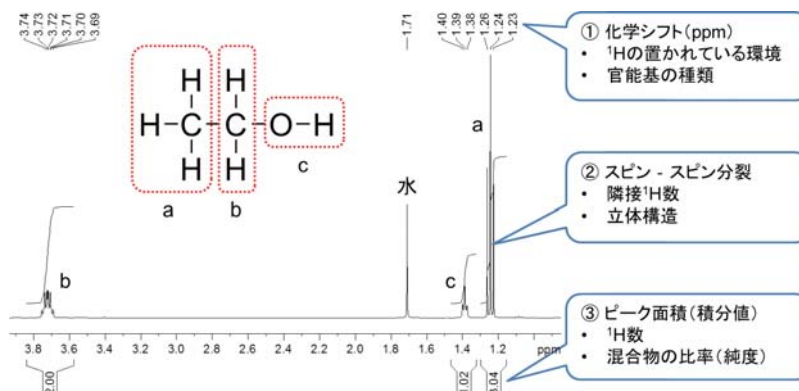 3.74
3.73
3.72
3.71
3.70
3.69
1.71
1.40
1.39
1.38
1.26
1.24
1.23
① 化学シフト(ppm)
• ¹Hの置かれている環境
• 官能基の種類
H H
H–C–C–O–H
H H
a b c
a
② スピン - スピン分裂
• 隣接¹H数
• 立体構造
水
b
c
③ ピーク面積(積分値)
• ¹H数
• 混合物の比率(純度)
3.8 3.6 3.4 3.2 3.0 2.8 2.6 2.4 2.2 2.0 1.8 1.6 1.4 1.2 ppm
2.00